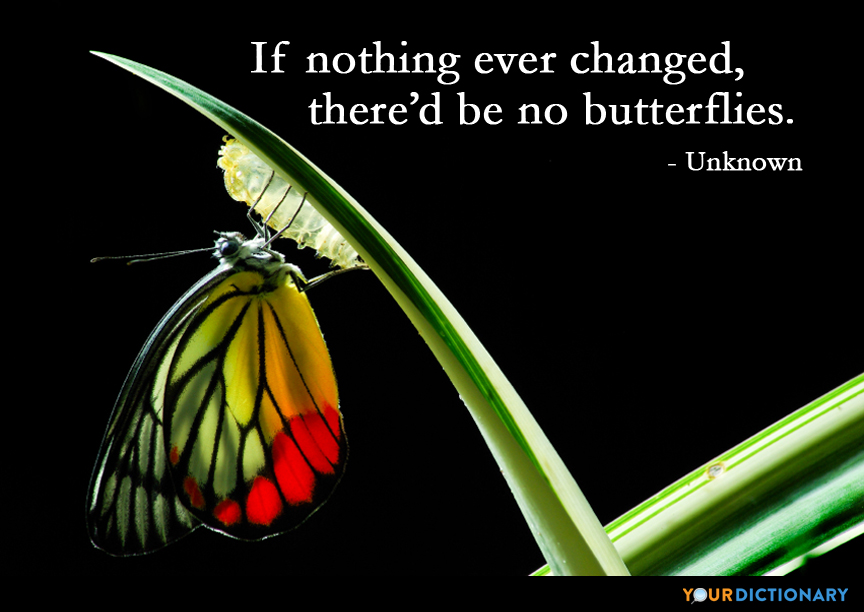 If nothing ever changed,
there’d be no butterflies.
- Unknown
YOURDICTIONARY